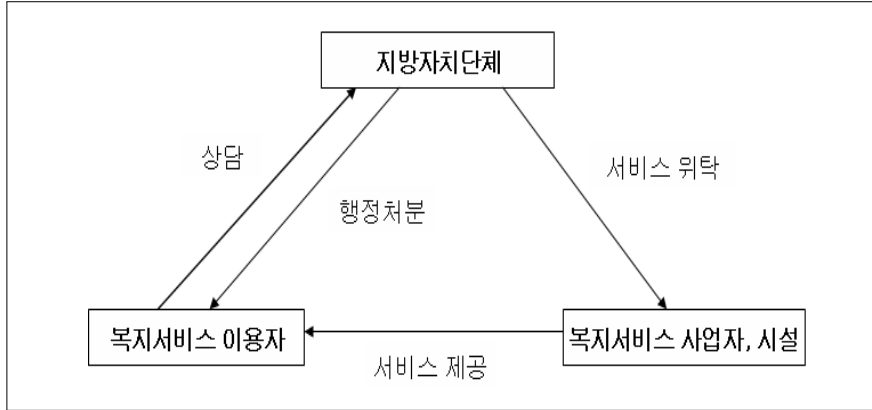 지방자치단체
상담
서비스 위탁
행정처분
복지서비스 이용자
복지서비스 사업자, 시설
서비스 제공